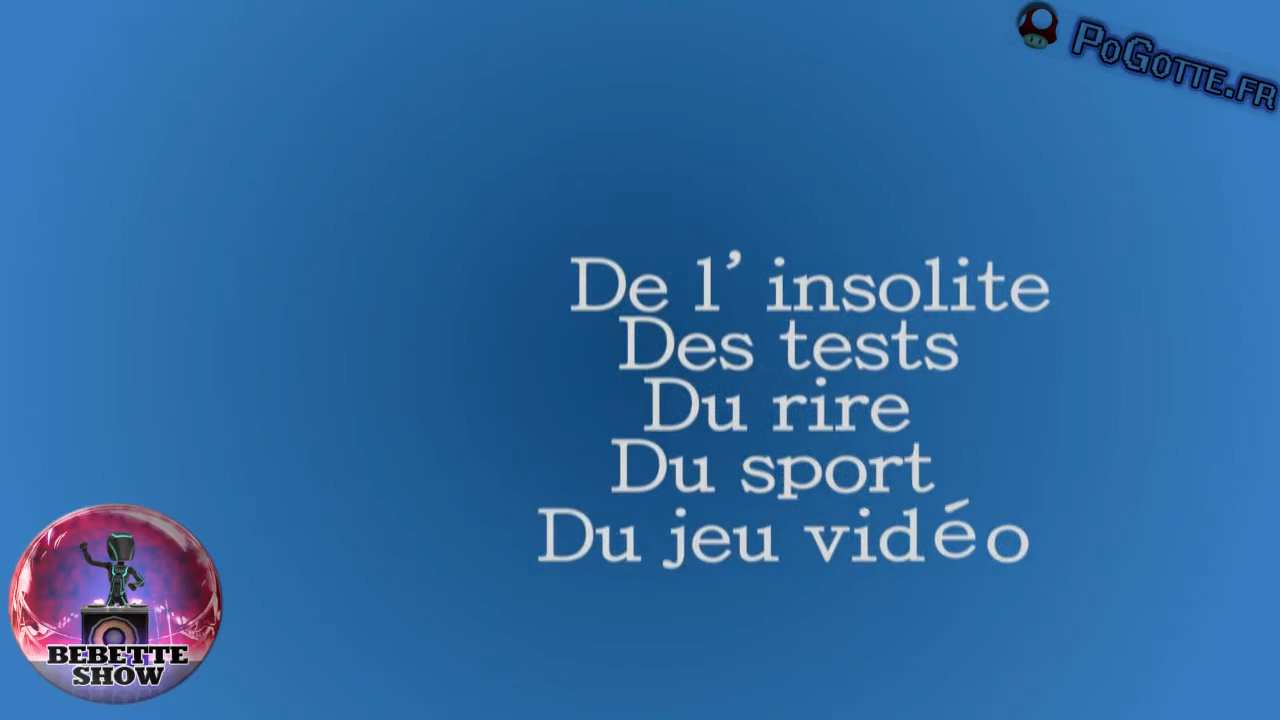 PoGotte.fr
De l' insolite
Des tests
Du rire
Du sport
Du jeu vidéo
BEBETTE
SHOW